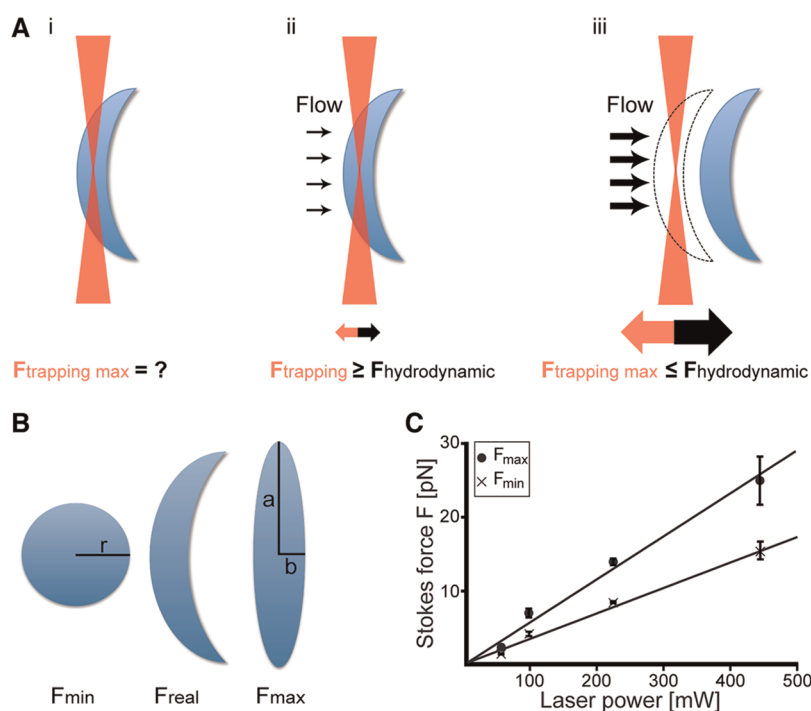 A
i
ii
iii
Flow
Flow
Ftrapping max = ?
Ftrapping ≥ Fhydrodynamic
Ftrapping max ≤ Fhydrodynamic
B
r
a
b
Fmin
Freal
Fmax
C
Fmax
Fmin
Stokes force F [pN]
30
20
10
100
200
300
400
500
Laser power [mW]